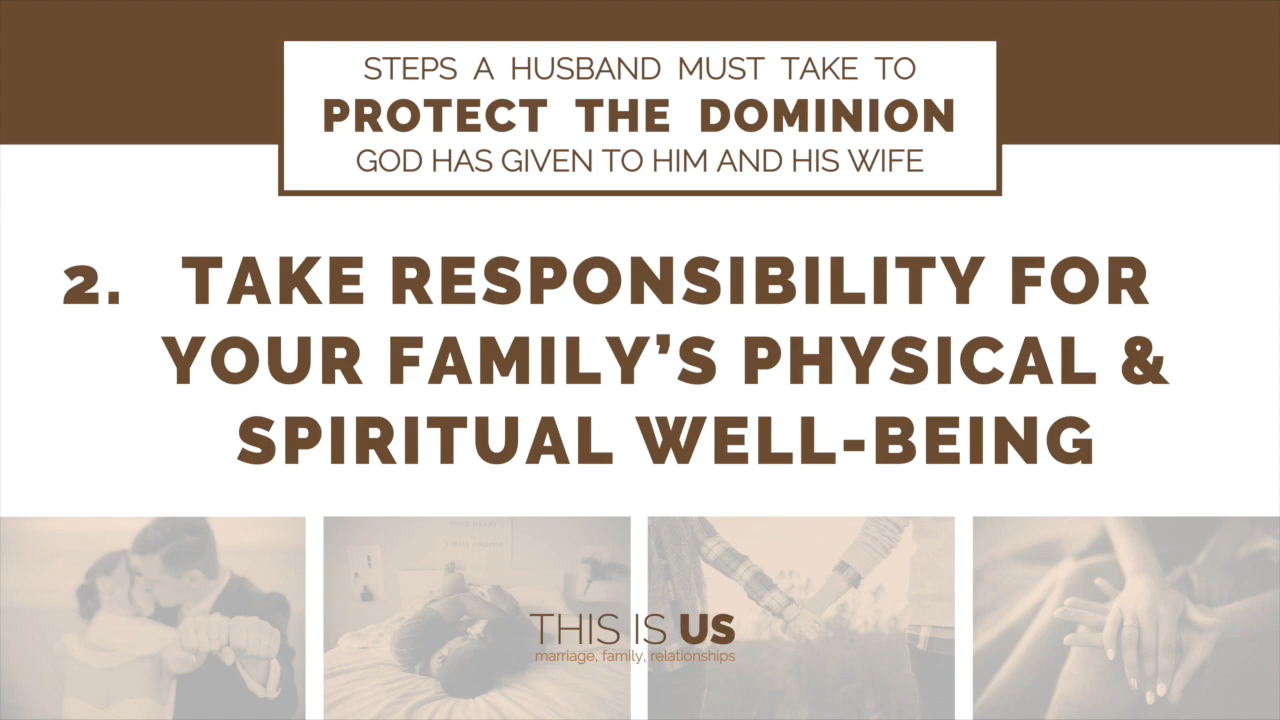 STEPS A HUSBAND MUST TAKE TO
PROTECT THE DOMINION
GOD HAS GIVEN TO HIM AND HIS WIFE
2. TAKE RESPONSIBILITY FOR
YOUR FAMILY’S PHYSICAL &
SPIRITUAL WELL-BEING
THIS IS US
marriage, family, relationships